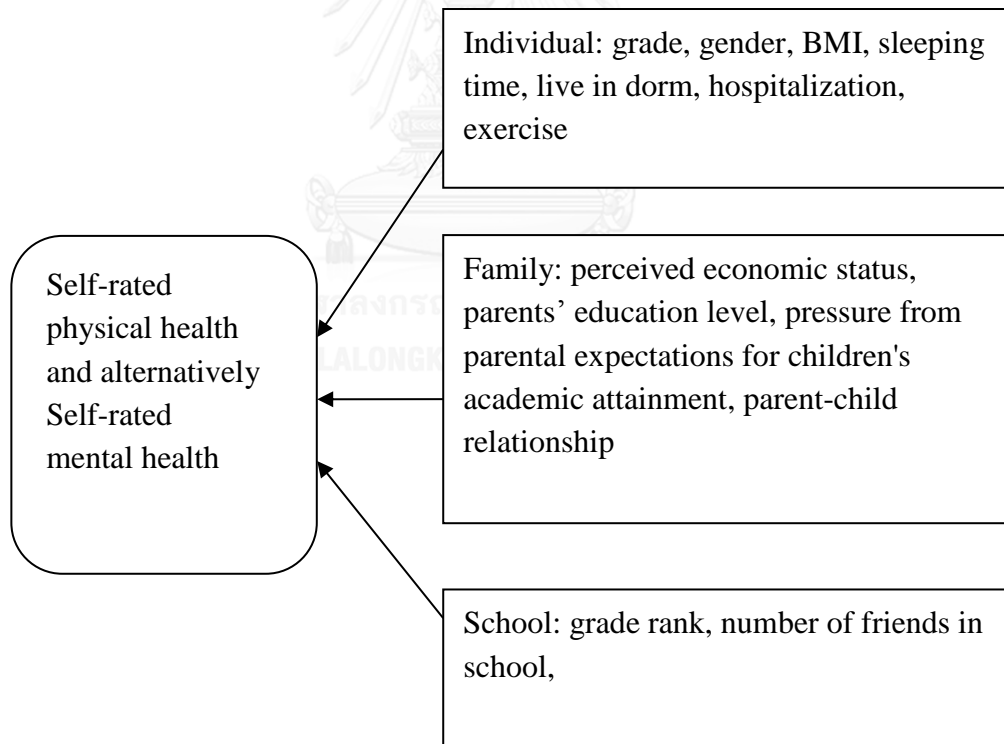 Individual: grade, gender, BMI, sleeping
time, live in dorm, hospitalization,
exercise
Self-rated
physical health
and alternatively
Self-rated
mental health
Family: perceived economic status,
parents’ education level, pressure from
parental expectations for children's
academic attainment, parent-child
relationship
School: grade rank, number of friends in
school,